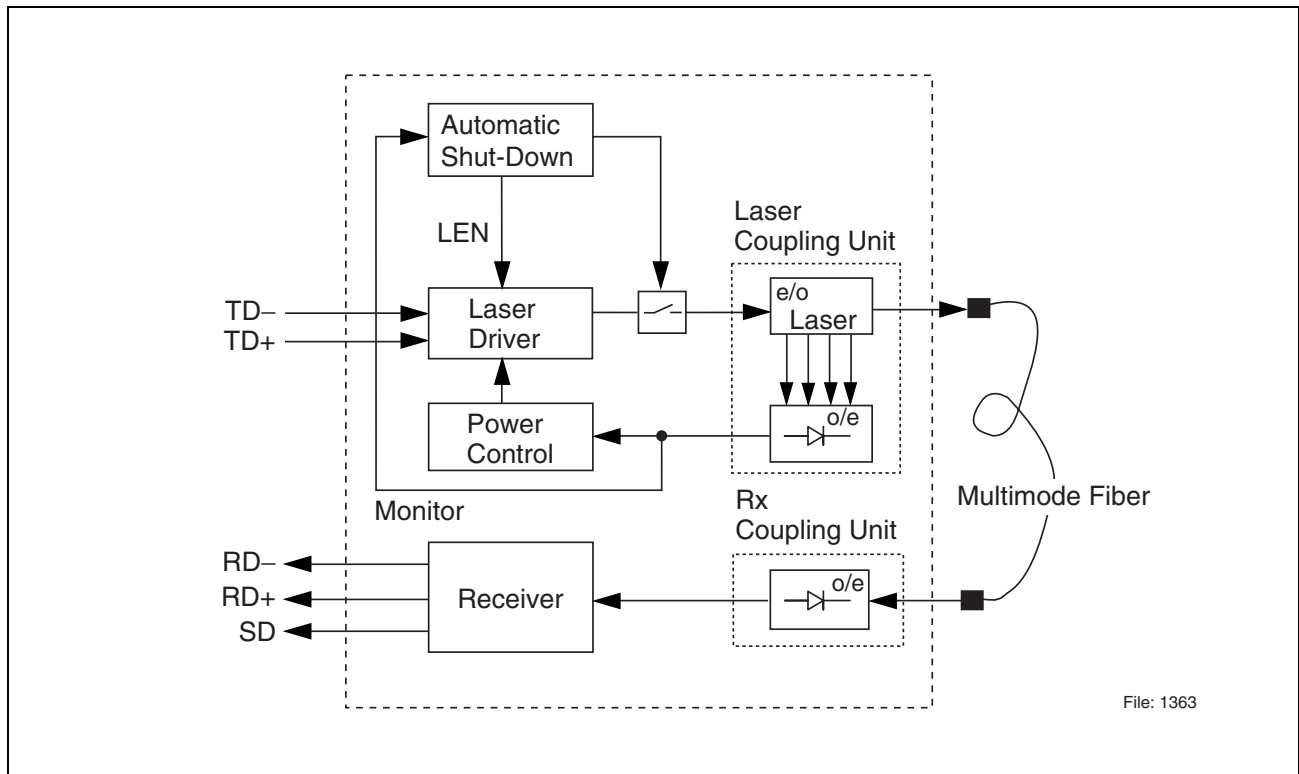 Automatic
Shut-Down
LEN
Laser
Coupling Unit
TD–
TD+
Laser
Driver
e/o
Laser
o/e
Power
Control
Monitor
Rx
Coupling Unit
Multimode Fiber
RD–
RD+
SD
Receiver
o/e
File: 1363